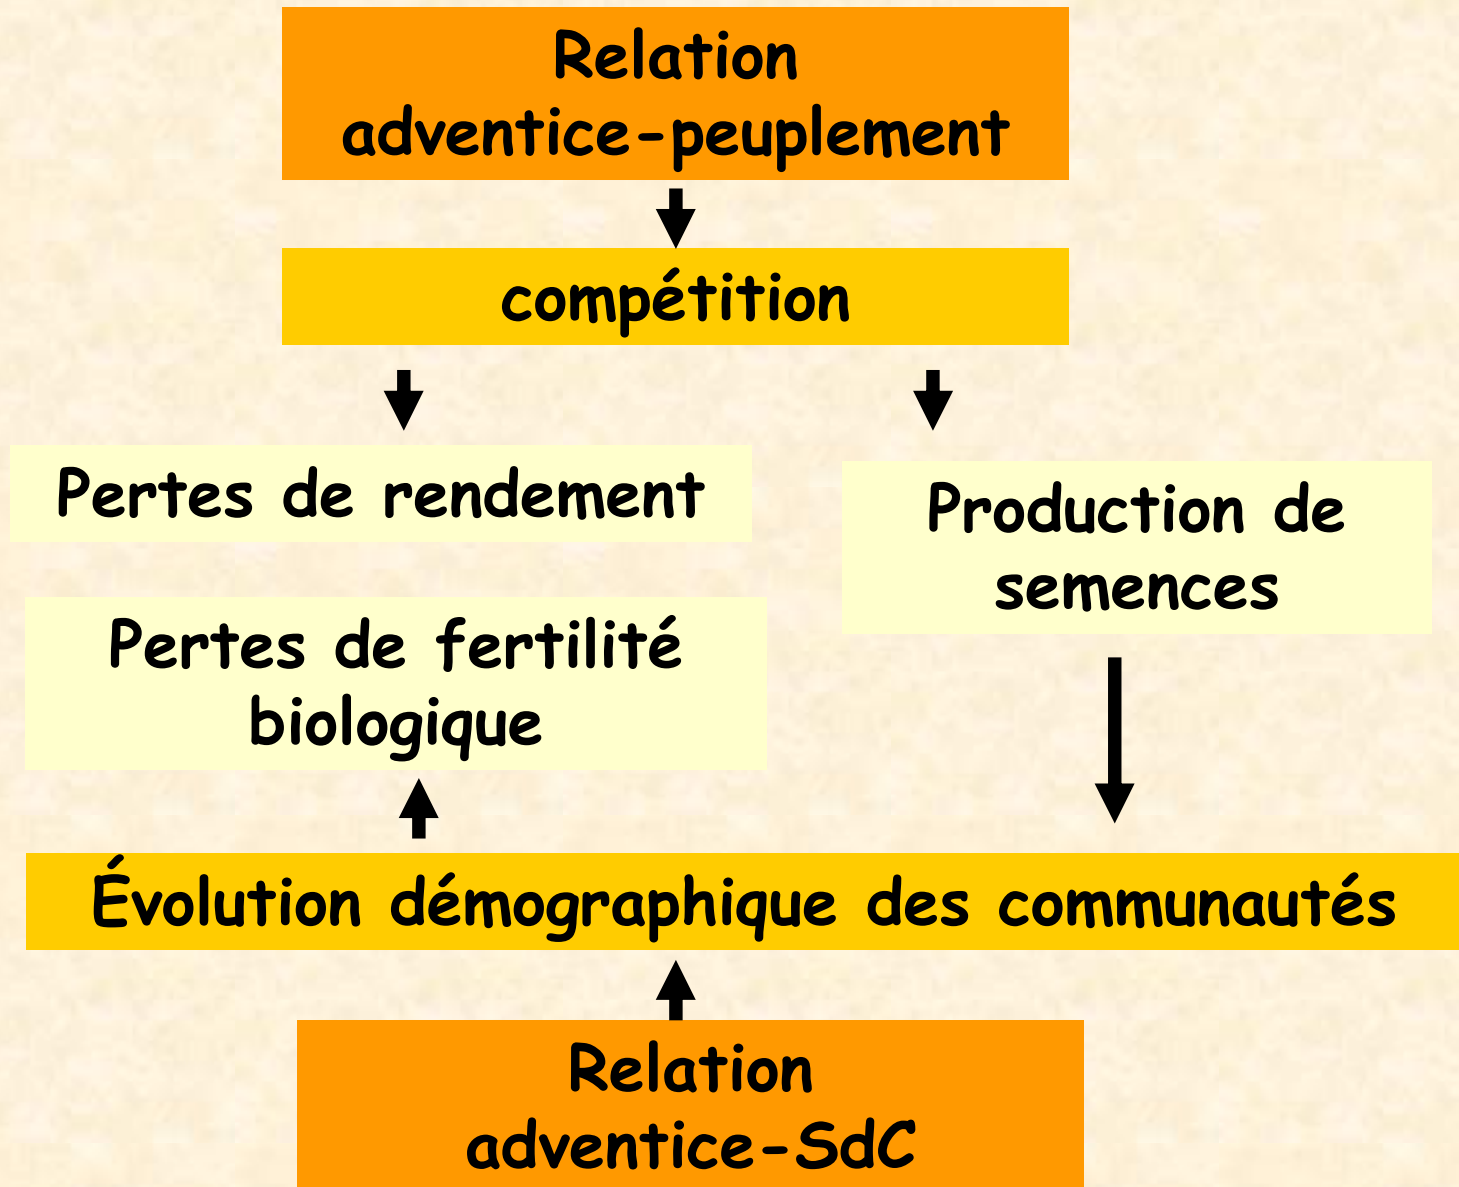 Relation
adventice-peuplement
compétition
Pertes de rendement
Production de
semences
Pertes de fertilité
biologique
Évolution démographique des communautés
Relation
adventice-SdC